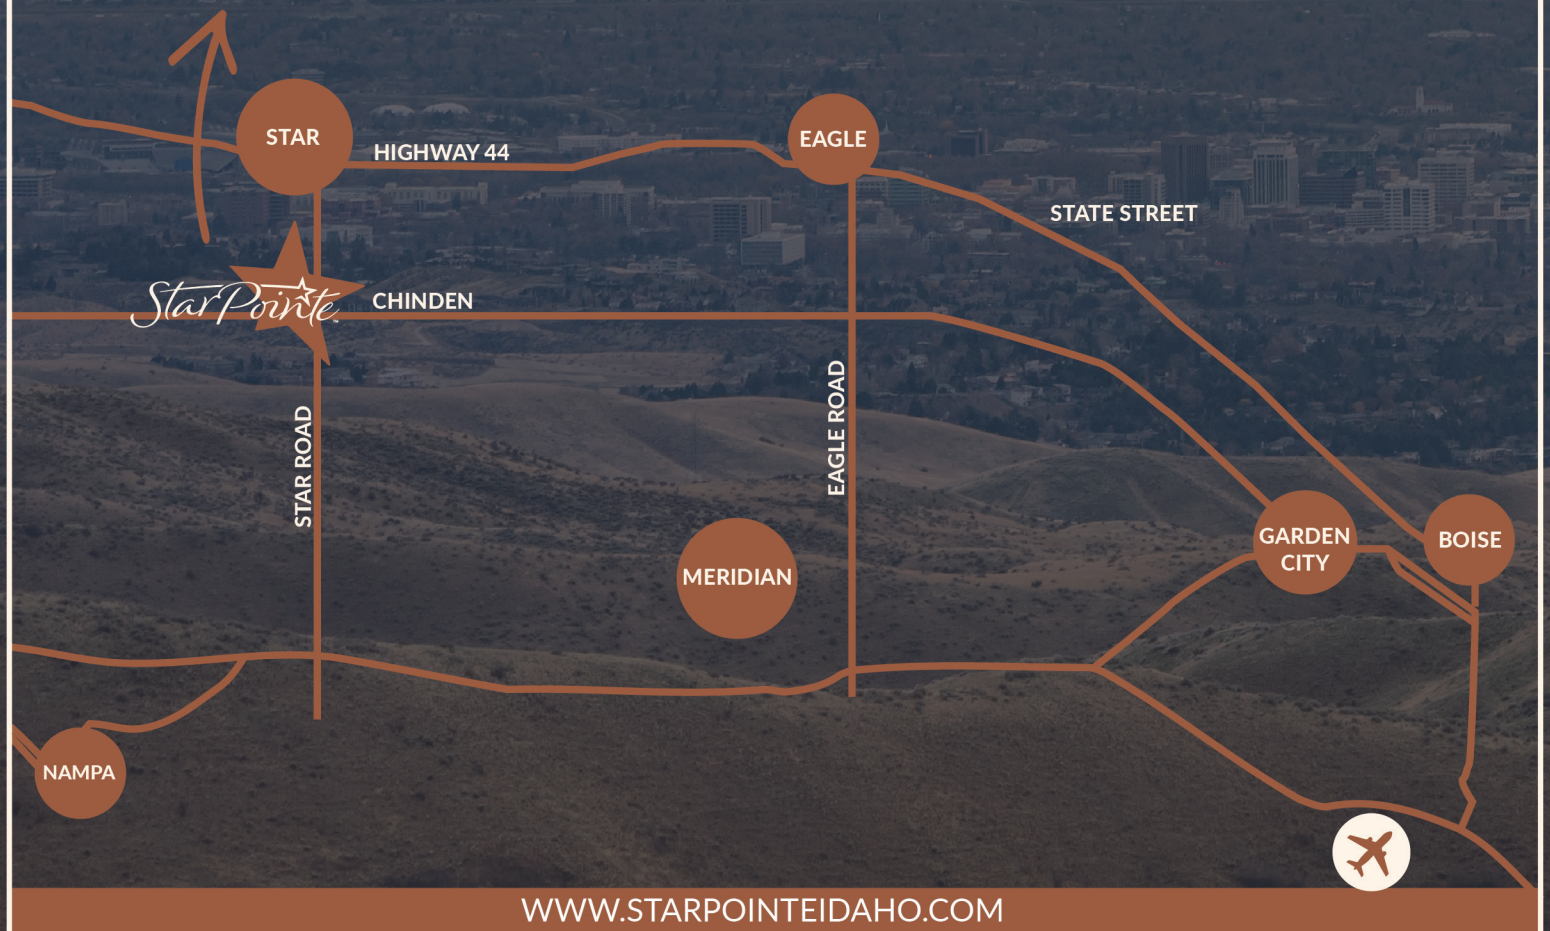 STAR
HIGHWAY 44
EAGLE
STATE STREET
StarPointe™
CHINDEN
STAR ROAD
EAGLE ROAD
MERIDIAN
GARDEN
CITY
BOISE
NAMPA
WWW.STARPOINTEIDAHO.COM